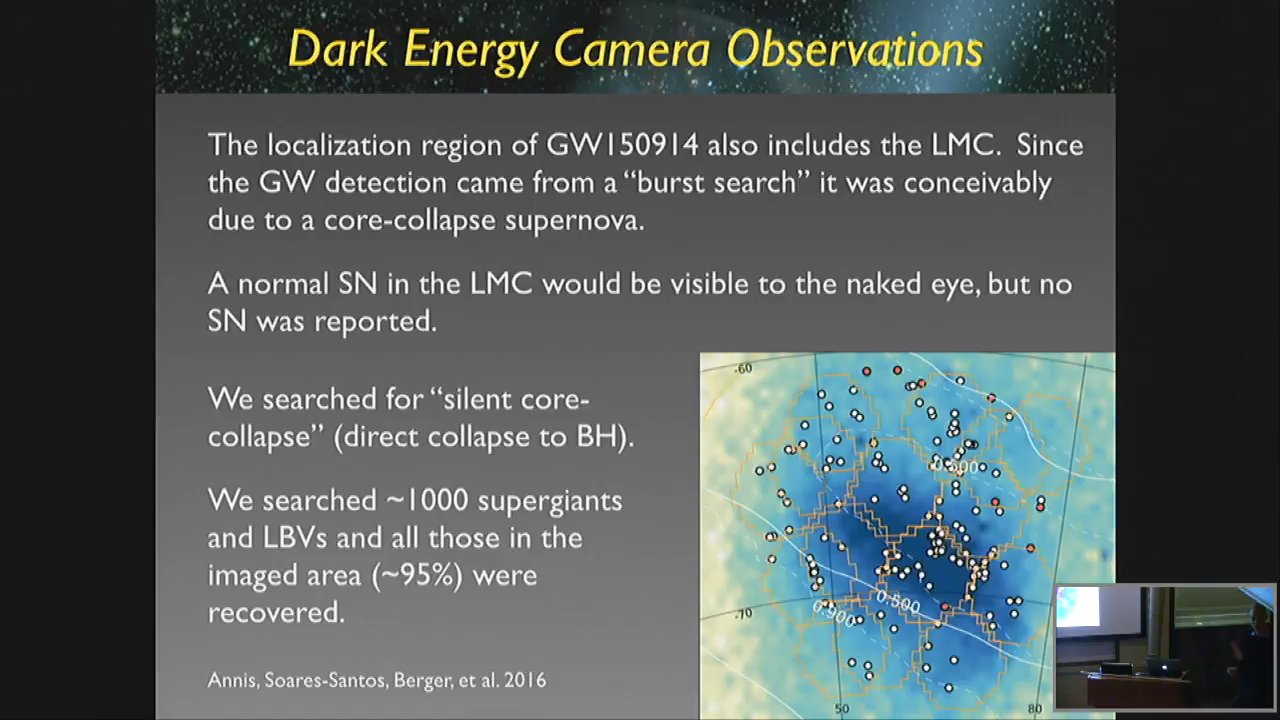 Dark Energy Camera Observations
The localization region of GW150914 also includes the LMC. Since
the GW detection came from a “burst search” it was conceivably
due to a core-collapse supernova.
A normal SN in the LMC would be visible to the naked eye, but no
SN was reported.
We searched for “silent core-
collapse” (direct collapse to BH).
We searched ~1000 supergiants
and LBVs and all those in the
imaged area (~95%) were
recovered.
Annis, Soares-Santos, Berger, et al. 2016
-60
0.500
0.500
0.900
-70
50
80